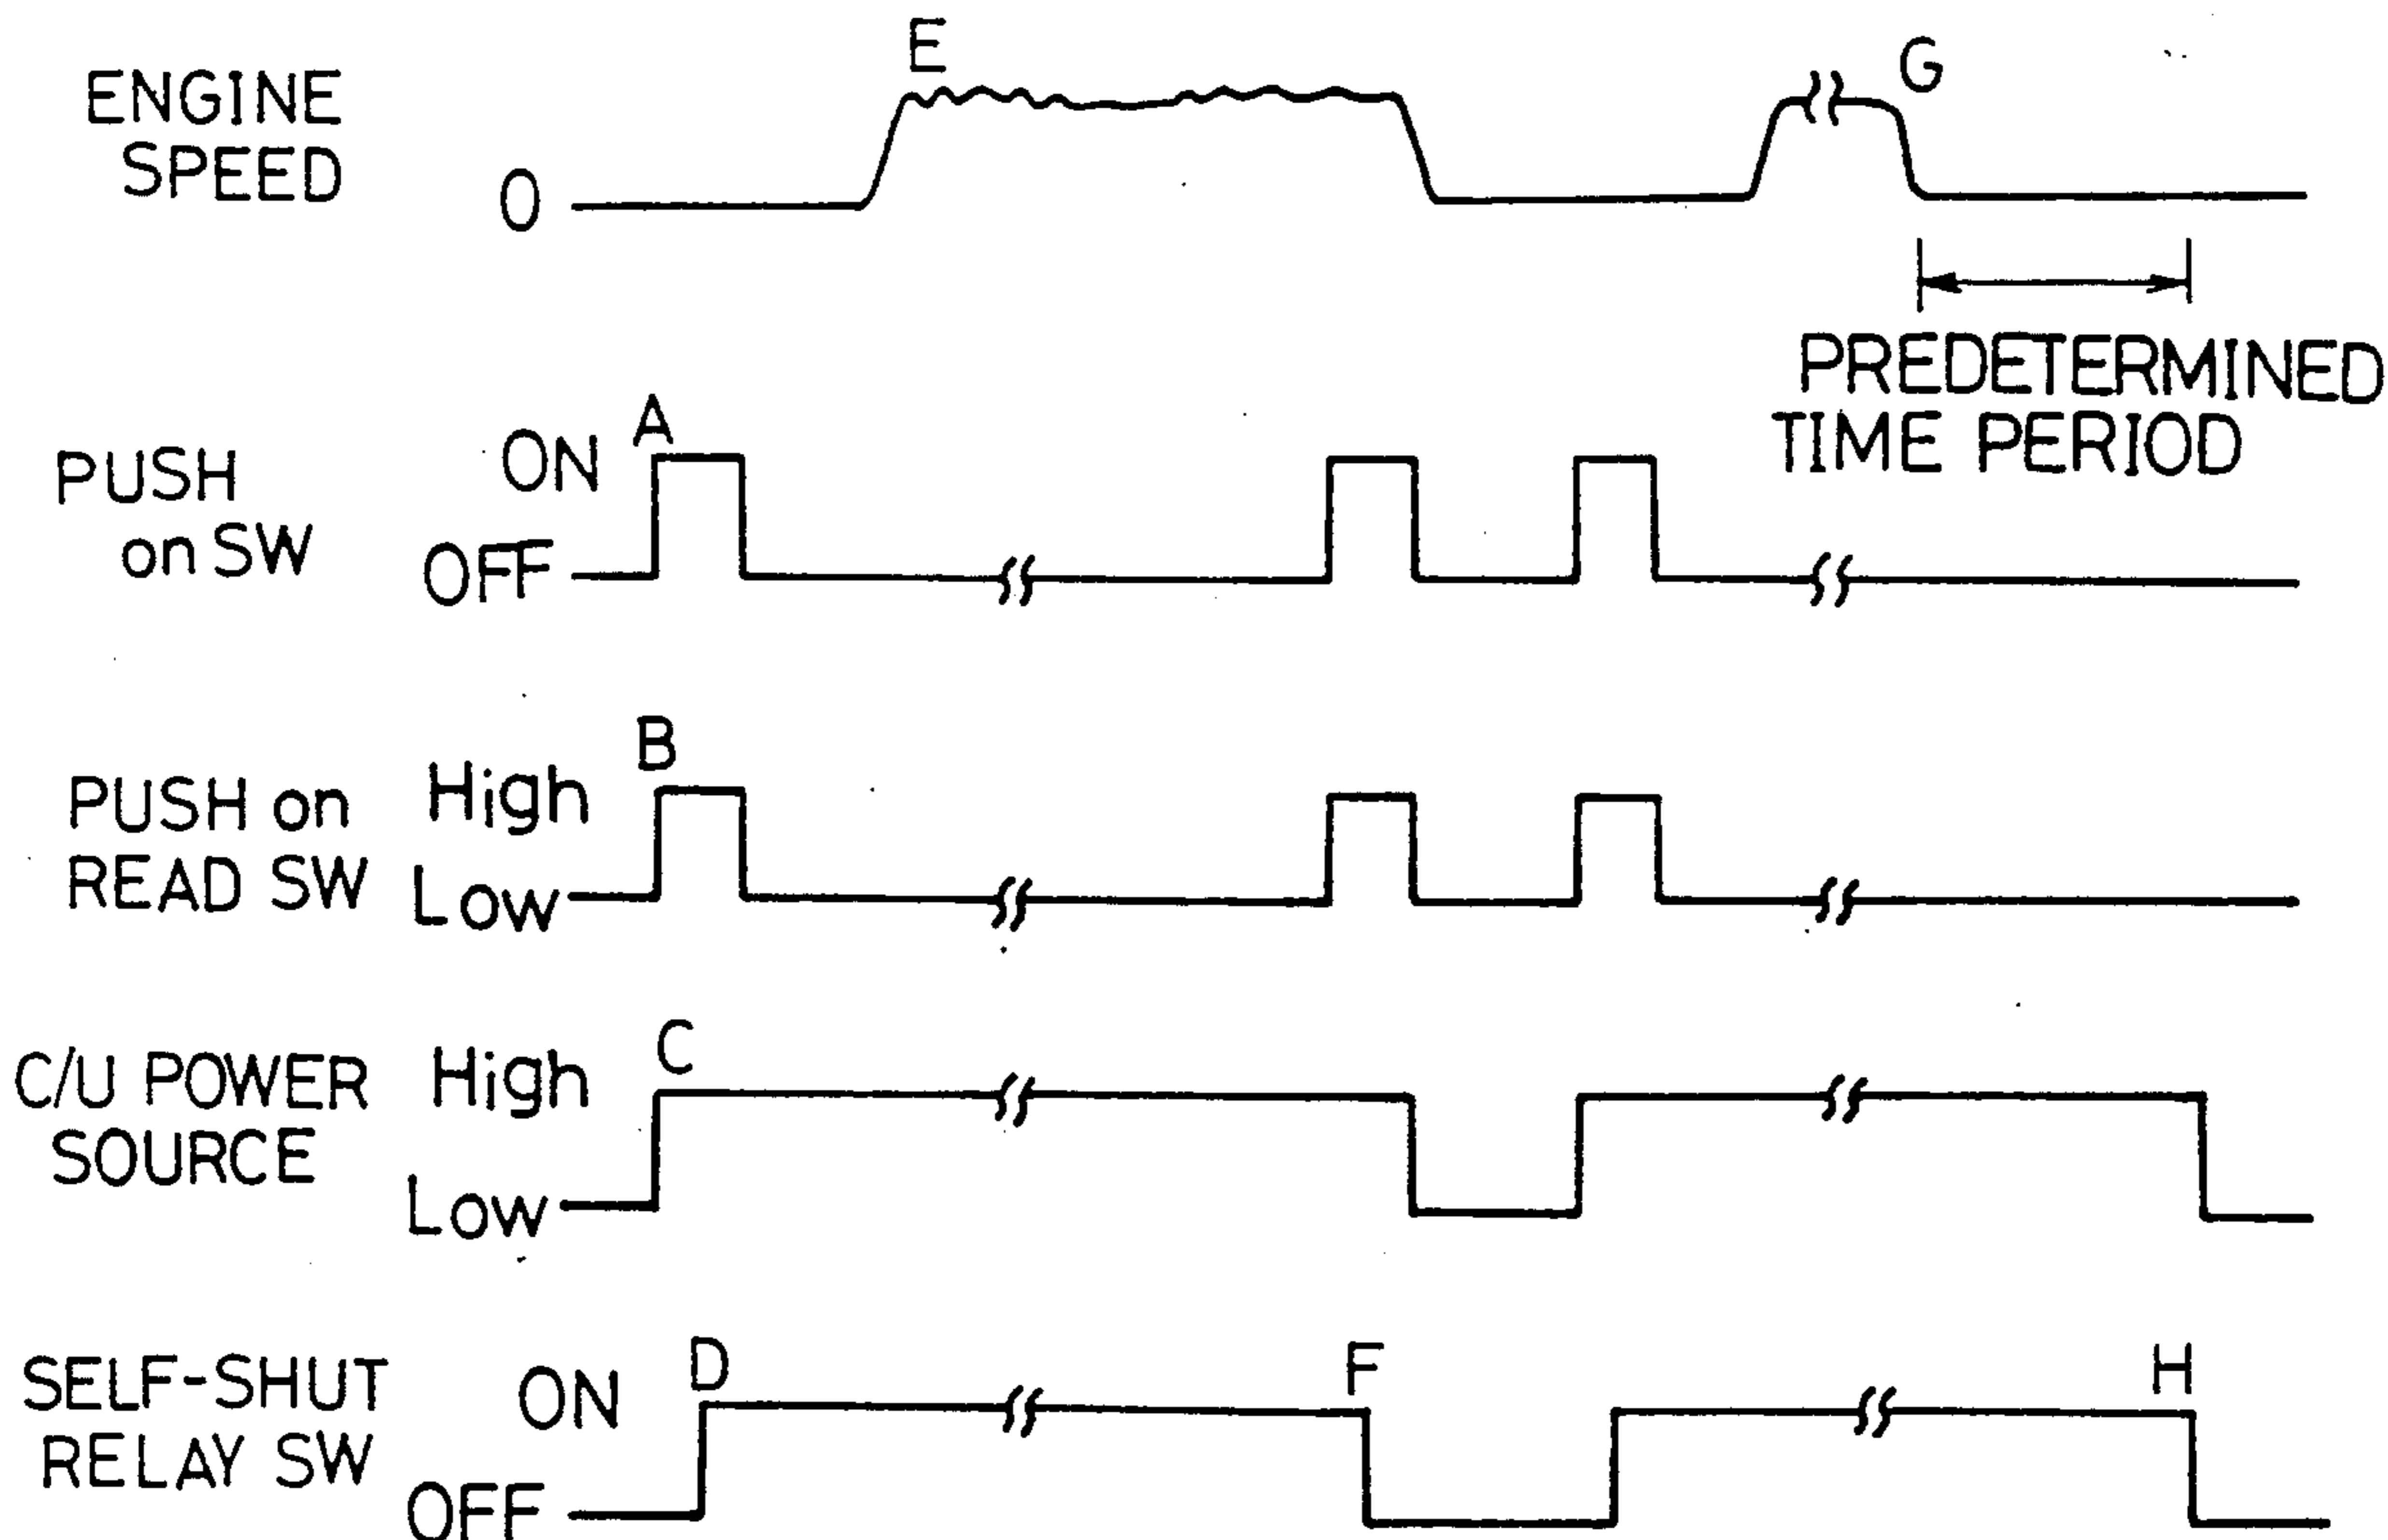 E
G
ENGINE
SPEED
0
PREDETERMINED
TIME PERIOD
A
ON
PUSH
on SW
OFF
B
High
PUSH on
READ SW
Low
C
C/U POWER
High
SOURCE
Low
D
F
H
SELF-SHUT
ON
RELAY SW
OFF